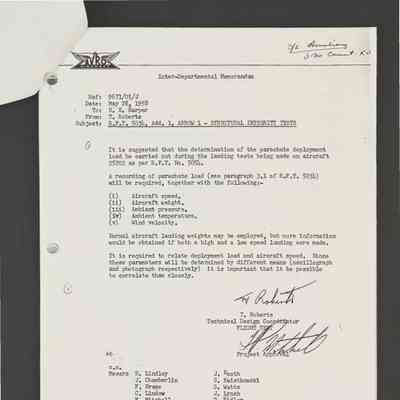 AVRO
Inter-Departmental Memorandum
Ref: 9671/01/J
Date: May 28, 1958
To:
From: T. Roberts
Subject: R.F.T. 5034, Add. 1, ARROW 1 - STRUCTURAL INTEGRITY TESTS
It is suggested that the determination of the parachute deployment
load be carried out during the landing tests being made on aircraft
25202 as per R.F.T. No. 5034.
A recording of parachute load (see paragraph 3.1 of R.F.T. 5034)
will be required, together with the following:-
(i) Aircraft speed,
(ii) Aircraft weight,
(iii) Ambient pressure,
(iv) Ambient temperature.
(v) Wind velocity.
Normal aircraft landing weights may be employed, but more information
would be obtained if both a high and a low speed landing were made.
It is required to relate deployment load and aircraft speed. Since
these parameters will be determined by different means (oscillograph
and photograph respectively) it is important that it be possible
to correlate them closely.
T Roberts
T. Roberts
Technical Design Coordinator
FLIGHT TEST
Project Approval
c.c.
Messrs R. Lindley
J. Chamberlin
J. Booth
S. Kwiatkowski
F. Brame
D. Watts
C. Lindow
J. Lynch